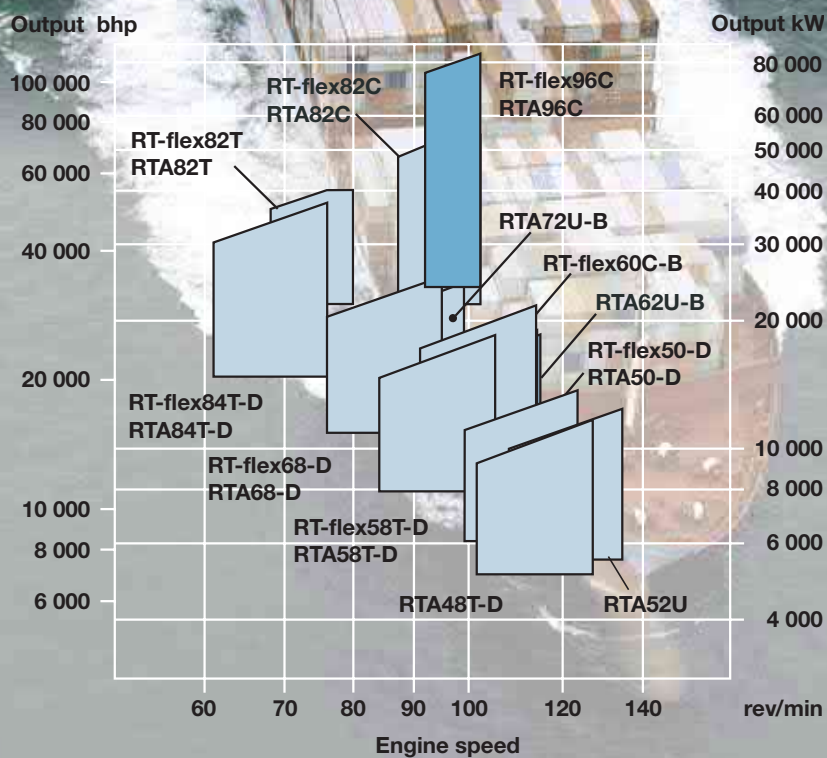 Output bhp
Output kW
100 000
80 000
60 000
40 000
20 000
10 000
8 000
6 000
80 000
60 000
50 000
40 000
30 000
20 000
10 000
8 000
6 000
4 000
RT-flex82C
RTA82C
RT-flex96C
RTA96C
RT-flex82T
RTA82T
RTA72U-B
RT-flex60C-B
RTA62U-B
RT-flex50-D
RTA50-D
RT-flex84T-D
RTA84T-D
RT-flex68-D
RTA68-D
RT-flex58T-D
RTA58T-D
RTA48T-D
RTA52U
60
70
80
90
100
120
140
rev/min
Engine speed